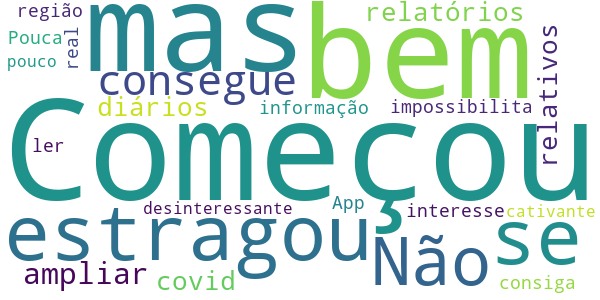 região
Pouca
pouco
real
mas
bem
relatórios
relativos
consegue
diários
informação
impossibilita
Começou
ler
desinteressante
App
interesse
cativante
estragou
Não
se
ampliar
covid
consiga